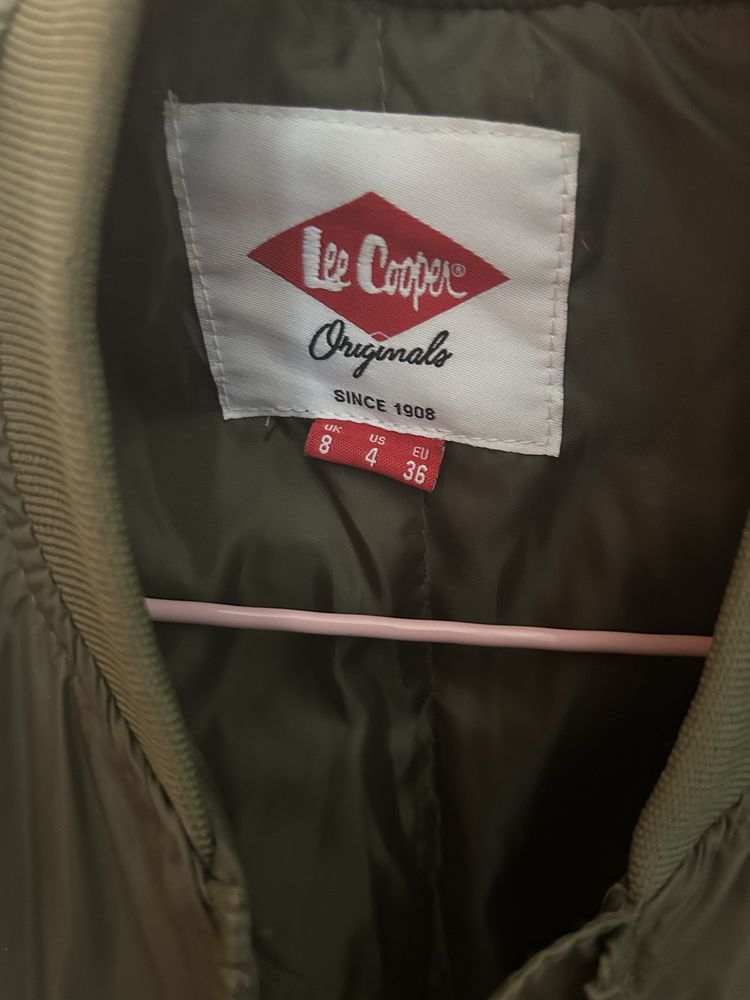 Lee Cooper®
Originals
SINCE 1908
UK US EU
8 4 36